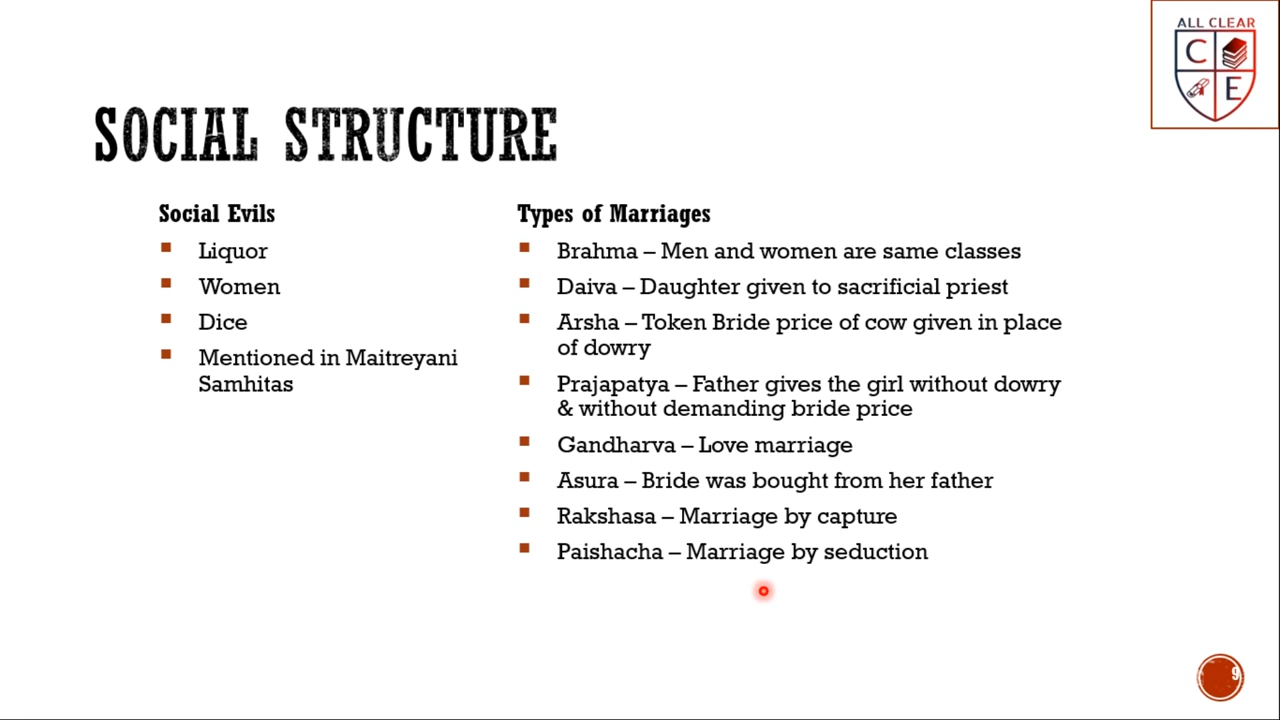 ALL CLEAR
C
E
SOCIAL STRUCTURE
Social Evils
Liquor
Women
Dice
Mentioned in Maitreyani
Samhitas
Types of Marriages
Brahma – Men and women are same classes
Daiva – Daughter given to sacrificial priest
Arsha – Token Bride price of cow given in place
of dowry
Prajapatya – Father gives the girl without dowry
& without demanding bride price
Gandharva – Love marriage
Asura – Bride was bought from her father
Rakshasa – Marriage by capture
Paishacha – Marriage by seduction
9